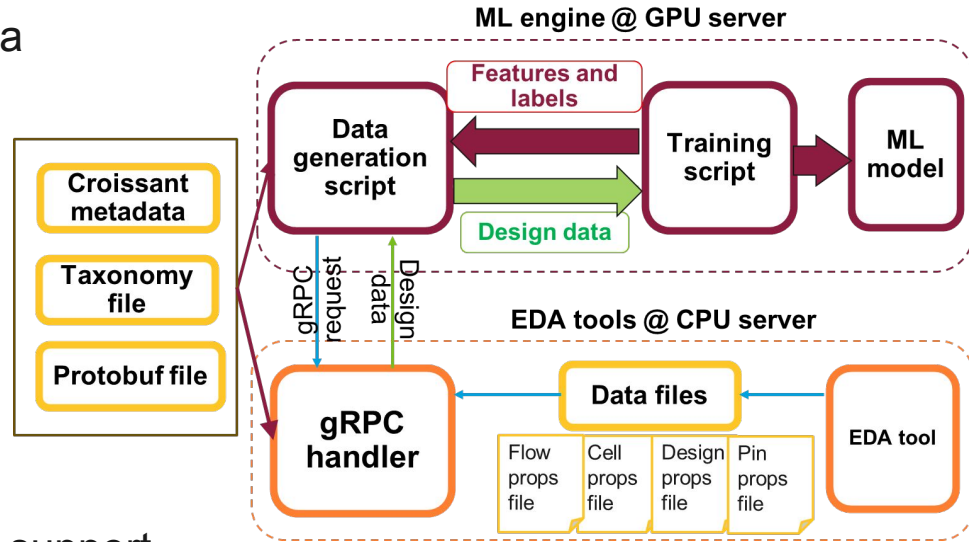 a
ML engine @ GPU server
Features and
labels
Data
generation
script
Training
script
ML
model
Croissant
metadata
Design data
Taxonomy
file
gRPC
request
Design
data
EDA tools @ CPU server
Protobuf file
Data files
gRPC
handler
EDA tool
Flow
props
file
Cell
props
file
Design
props
file
Pin
props
file
support